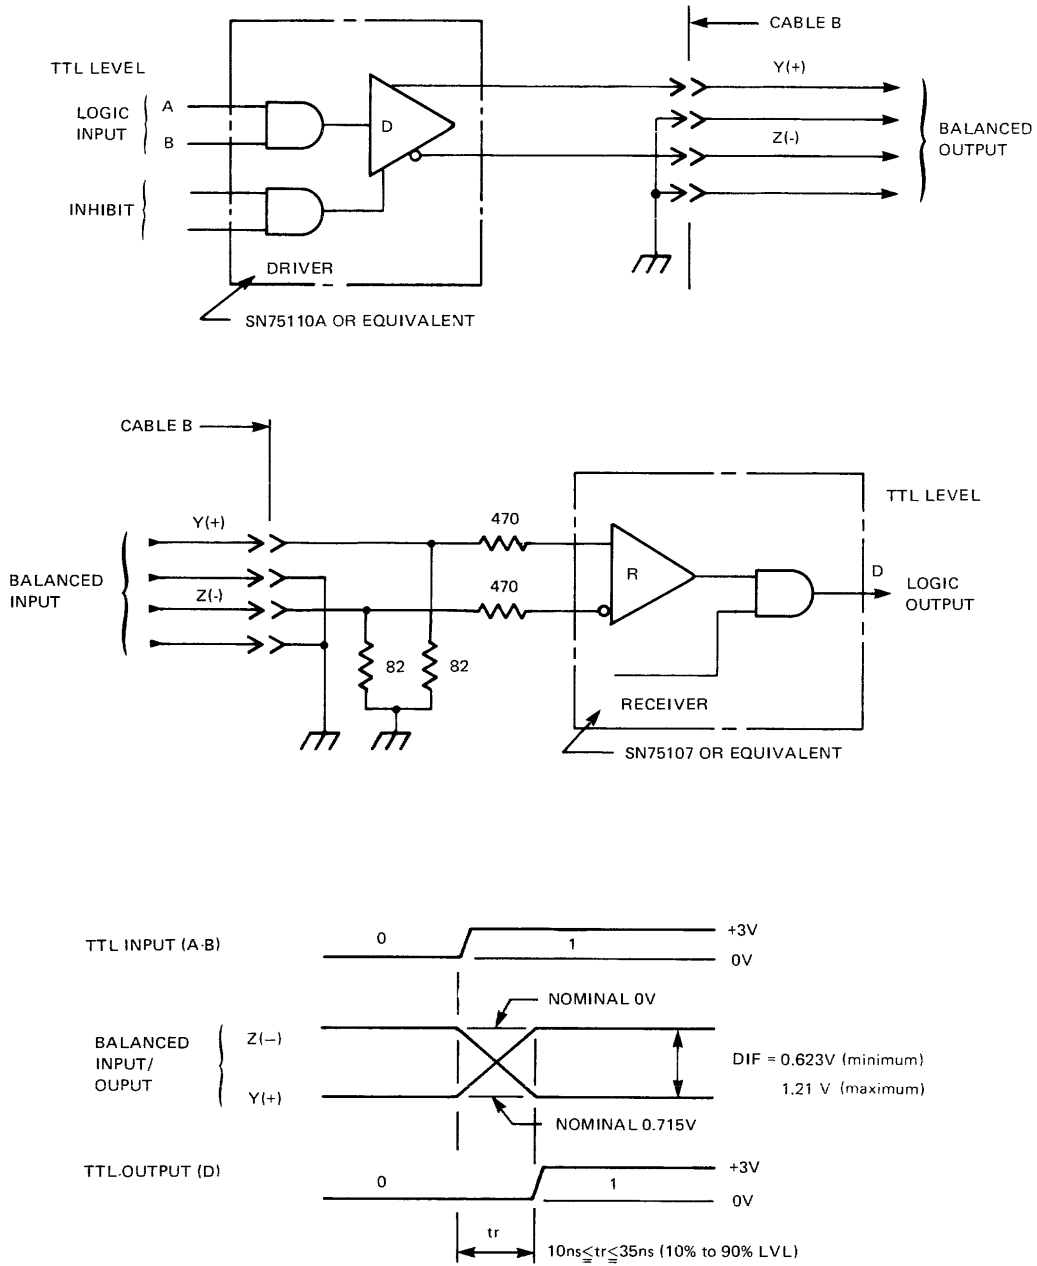 CABLE B
Y(+)
TTL LEVEL
LOGIC
INPUT
A
B
D
BALANCED
OUTPUT
Z(-)
INHIBIT
DRIVER
SN75110A OR EQUIVALENT
CABLE B
TTL LEVEL
Y(+)
470
BALANCED
INPUT
R
D
LOGIC
OUTPUT
Z(-)
470
82
82
RECEIVER
SN75107 OR EQUIVALENT
TTL INPUT (A·B)
0
1
+3V
0V
NOMINAL 0V
BALANCED
INPUT/
OUPUT
Z(-)
Y(+)
DIF = 0.623V (minimum)
1.21 V (maximum)
NOMINAL 0.715V
TTL.OUTPUT (D)
0
1
+3V
0V
tr
10ns≦tr≦35ns (10% to 90% LVL)